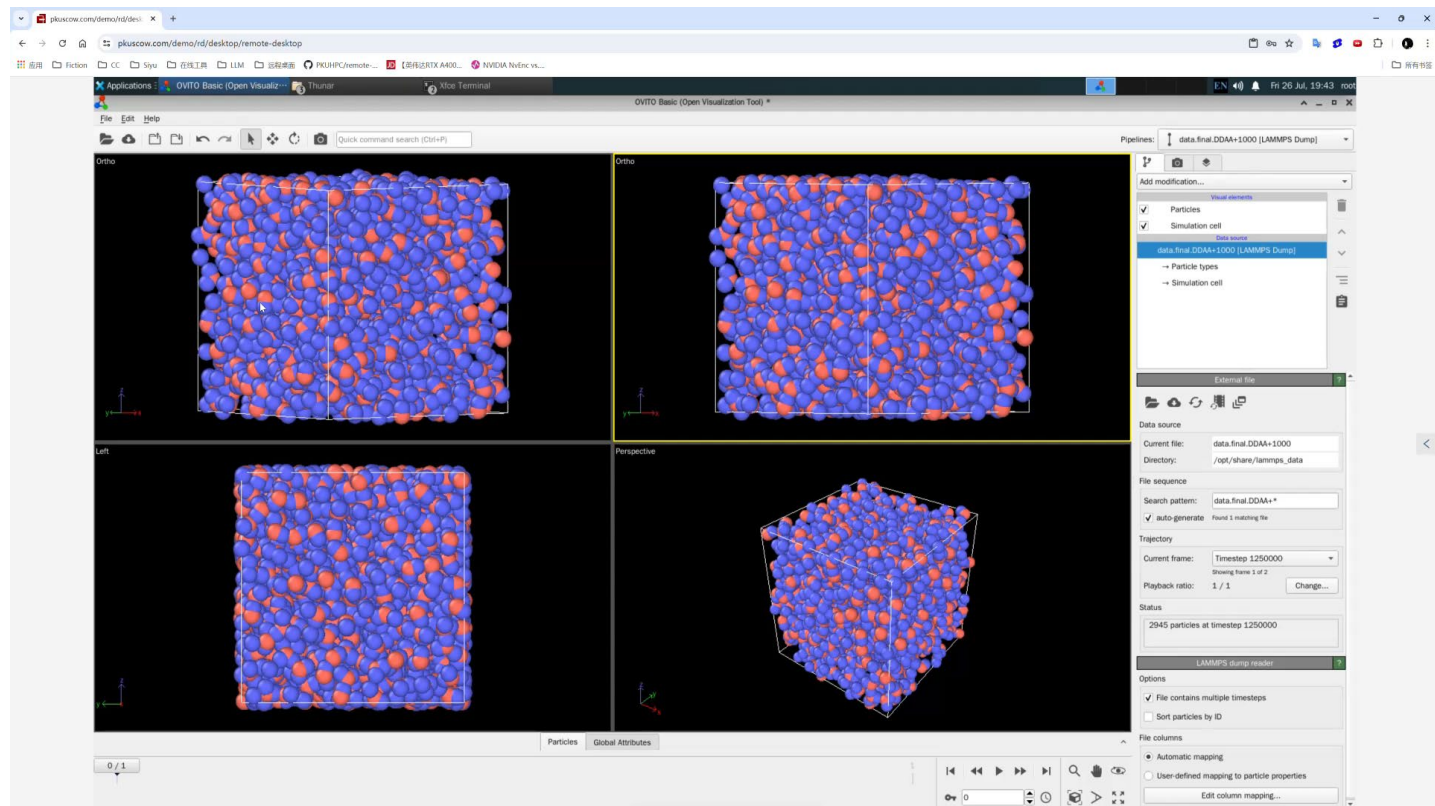 pkuscow.com/demo/rd/desk
pkuscow.com/demo/rd/desktop/remote-desktop
应用 Fiction CC Siyu 在线工具 LLM 远程桌面 PKUHPC/remote-... 【英伟达RTX A400... NVIDIA NvEnc vs... 所有书签
Applications OVITO Basic (Open Visualiz··· Thunar Xfce Terminal EN Fri 26 Jul, 19:43 root
OVITO Basic (Open Visualization Tool) *
File Edit Help
Quick command search (Ctrl+P) Pipelines: data.final.DDAA+1000 [LAMMPS Dump]
Ortho
Ortho
Left
Perspective
Add modification...
Visual elements
Particles
Simulation cell
Data source
data.final.DDAA+1000 [LAMMPS Dump]
→ Particle types
→ Simulation cell
External file ?
Data source
Current file: data.final.DDAA+1000
Directory: /opt/share/lammps_data
File sequence
Search pattern: data.final.DDAA+*
auto-generate Found 1 matching file
Trajectory
Current frame: Timestep 1250000
Showing frame 1 of 2
Playback ratio: 1 / 1 Change...
Status
2945 particles at timestep 1250000
LAMMPS dump reader ?
Options
File contains multiple timesteps
Sort particles by ID
File columns
Automatic mapping
User-defined mapping to particle properties
Edit column mapping...
Particles Global Attributes
0 / 1
0
z
y x
z
y x
z
y
z
y
x